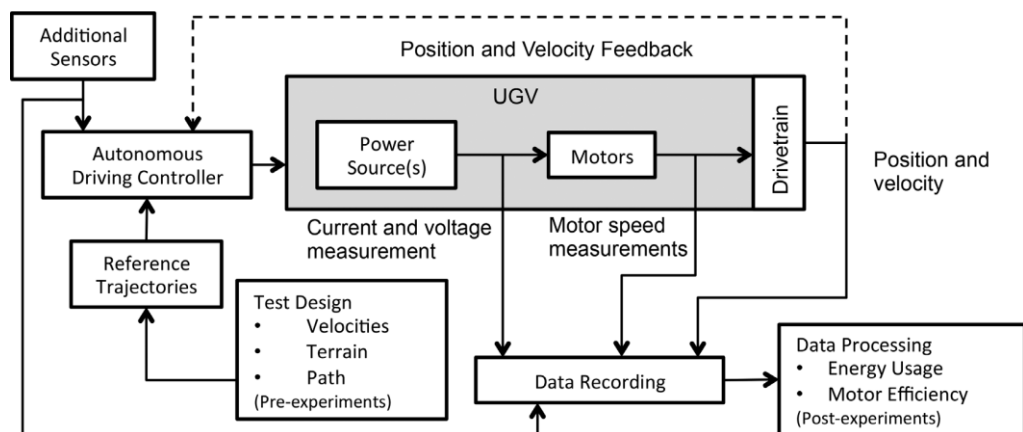 Additional
Sensors
Position and Velocity Feedback
UGV
Autonomous
Driving Controller
Power
Source(s)
Motors
Drivetrain
Position and
velocity
Current and voltage
measurement
Motor speed
measurements
Reference
Trajectories
Test Design
• Velocities
• Terrain
• Path
(Pre-experiments)
Data Recording
Data Processing
• Energy Usage
• Motor Efficiency
(Post-experiments)